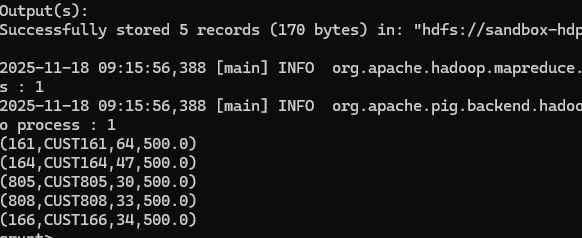 Output(s):
Successfully stored 5 records (170 bytes) in: "hdfs://sandbox-hdp
2025-11-18 09:15:56,388 [main] INFO  org.apache.hadoop.mapreduce.
s : 1
2025-11-18 09:15:56,388 [main] INFO  org.apache.pig.backend.hadoo
o process : 1
(161,CUST161,64,500.0)
(164,CUST164,47,500.0)
(805,CUST805,30,500.0)
(808,CUST808,33,500.0)
(166,CUST166,34,500.0)
grunt>